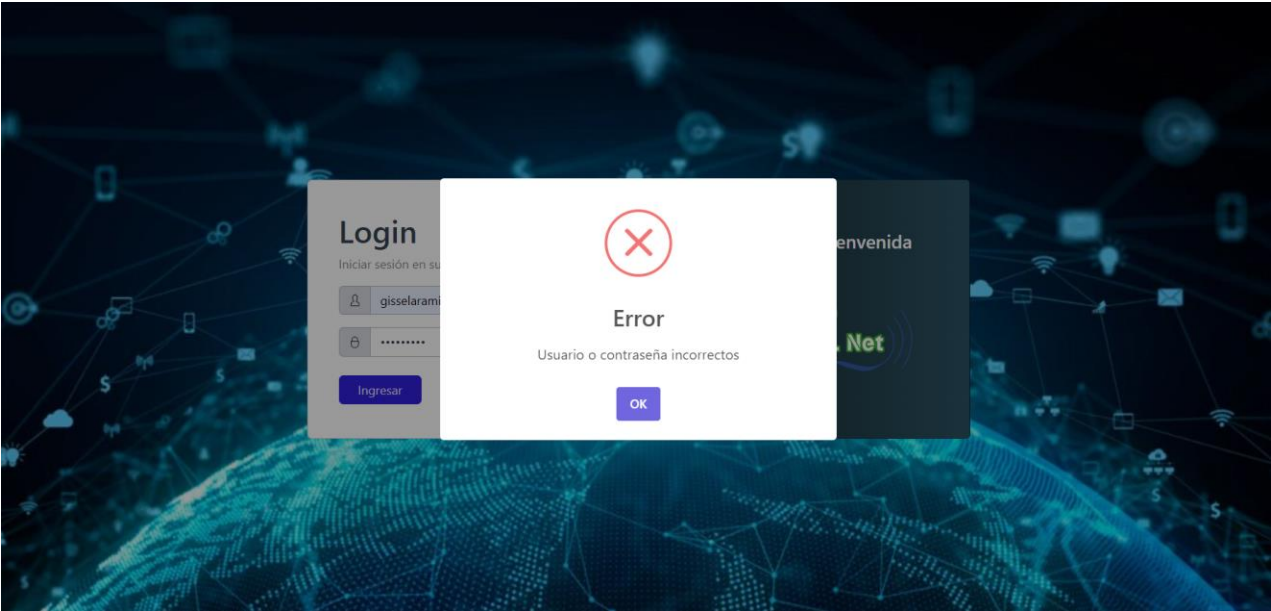 Login
Iniciar sesión en su
gisselarami
Ingresar
Error
Usuario o contraseña incorrectos
OK
envenida
. Net